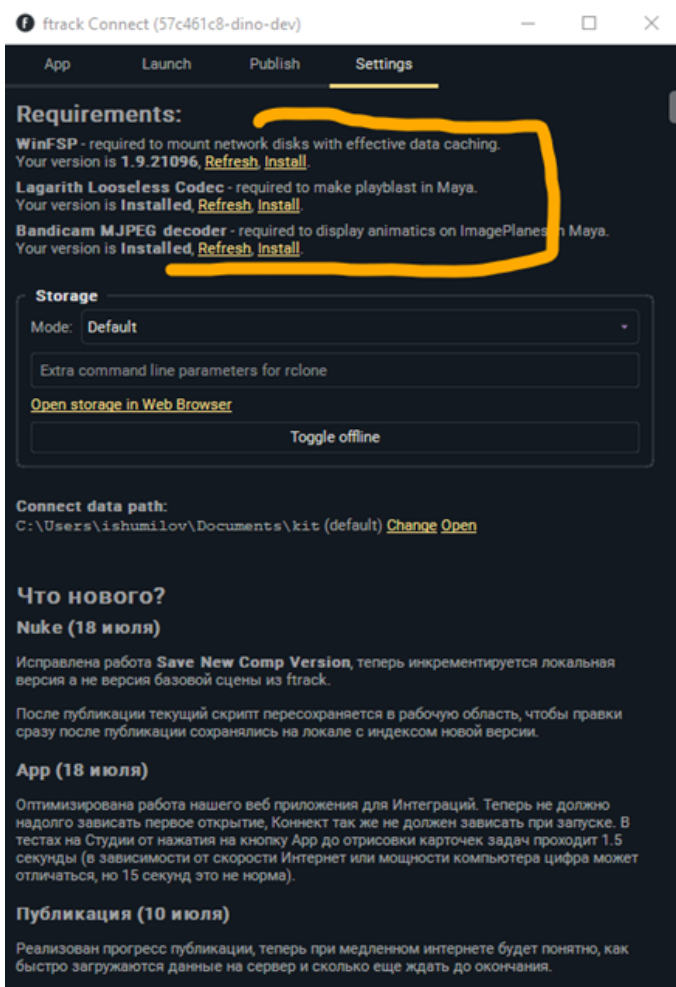 ftrack Connect (57c461c8-dino-dev)
App Launch Publish Settings
Requirements:
WinFSP - required to mount network disks with effective data caching.
Your version is 1.9.21096, Refresh, Install.
Lagarith Looseless Codec - required to make playblast in Maya.
Your version is Installed, Refresh, Install.
Bandicam MJPEG decoder - required to display animatics on ImagePlanes in Maya.
Your version is Installed, Refresh, Install.
Storage
Mode: Default
Extra command line parameters for rclone
Open storage in Web Browser
Toggle offline
Connect data path:
C:\Users\ishumilov\Documents\kit (default) Change Open
Что нового?
Nuke (18 июля)
Исправлена работа Save New Comp Version, теперь инкрементируется локальная
версия а не версия базовой сцены из ftrack.
После публикации текущий скрипт пересохраняется в рабочую область, чтобы правки
сразу после публикации сохранялись на локале с индексом новой версии.
App (18 июля)
Оптимизирована работа нашего веб приложения для Интеграций. Теперь не должно
надолго зависать первое открытие, Коннект так же не должен зависать при запуске. В
тестах на Студии от нажатия на кнопку App до отрисовки карточек задач проходит 1.5
секунды (в зависимости от скорости Интернет или мощности компьютера цифра может
отличаться, но 15 секунд это не норма).
Публикация (10 июля)
Реализован прогресс публикации, теперь при медленном интернете будет понятно, как
быстро загружаются данные на сервер и сколько еще ждать до окончания.